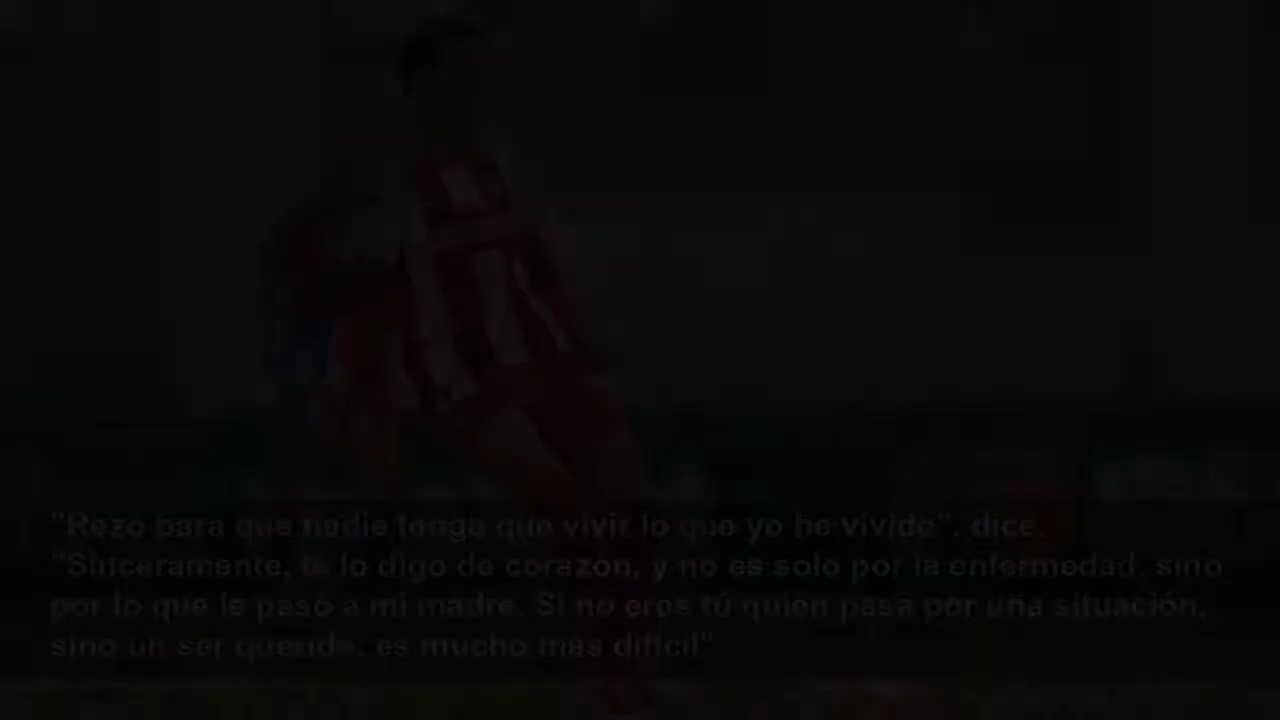 "Rezo para que nadie tenga que vivir lo que yo he vivido", dice.
"Sinceramente, te lo digo de corazón, y no es solo por la enfermedad, sino
por lo que le pasó a mi madre. Si no eres tú quien pasa por una situación,
sino un ser querido, es mucho más difícil"